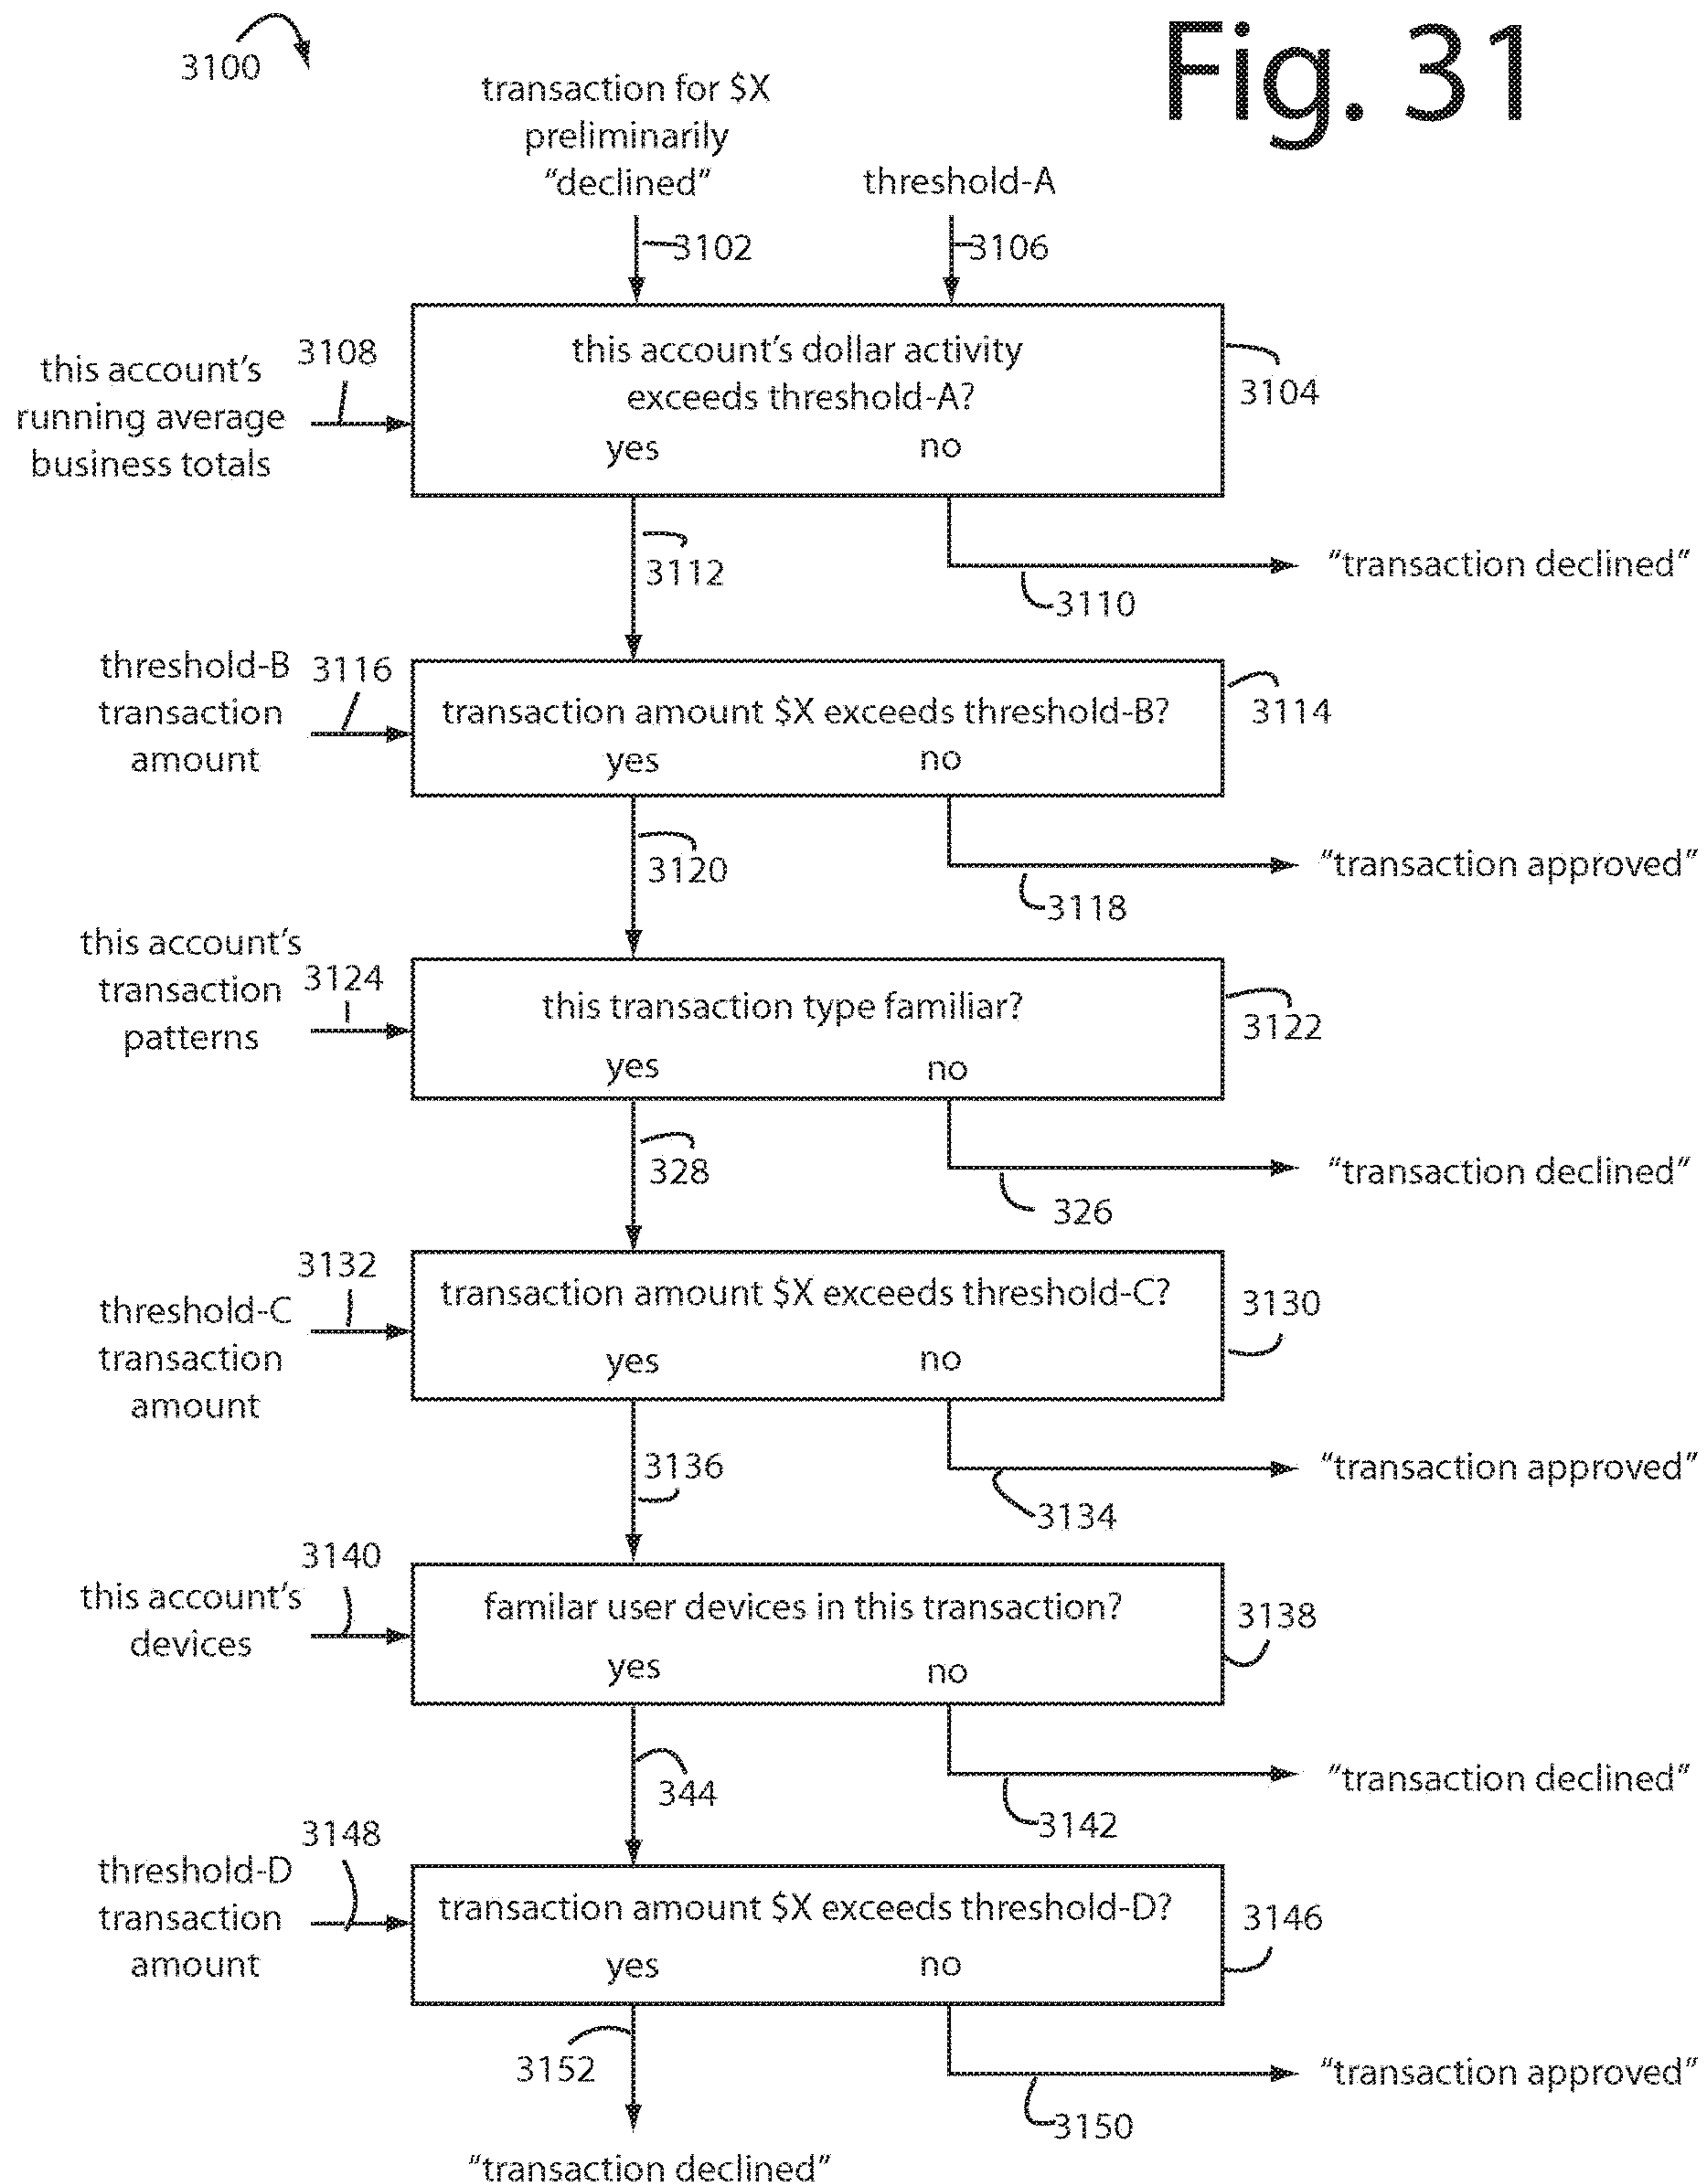 Fig. 31
3100
transaction for $X
preliminarily
“declined”
threshold-A
3102
3106
this account’s
running average
business totals
3108
this account’s dollar activity
exceeds threshold-A?
yes no
3104
3112
“transaction declined”
3110
threshold-B
transaction
amount
3116
transaction amount $X exceeds threshold-B?
yes no
3114
3120
“transaction approved”
3118
this account’s
transaction
patterns
3124
this transaction type familiar?
yes no
3122
328
“transaction declined”
326
threshold-C
transaction
amount
3132
transaction amount $X exceeds threshold-C?
yes no
3130
3136
“transaction approved”
3134
this account’s
devices
3140
familar user devices in this transaction?
yes no
3138
344
“transaction declined”
3142
threshold-D
transaction
amount
3148
transaction amount $X exceeds threshold-D?
yes no
3146
3152
“transaction approved”
3150
“transaction declined”